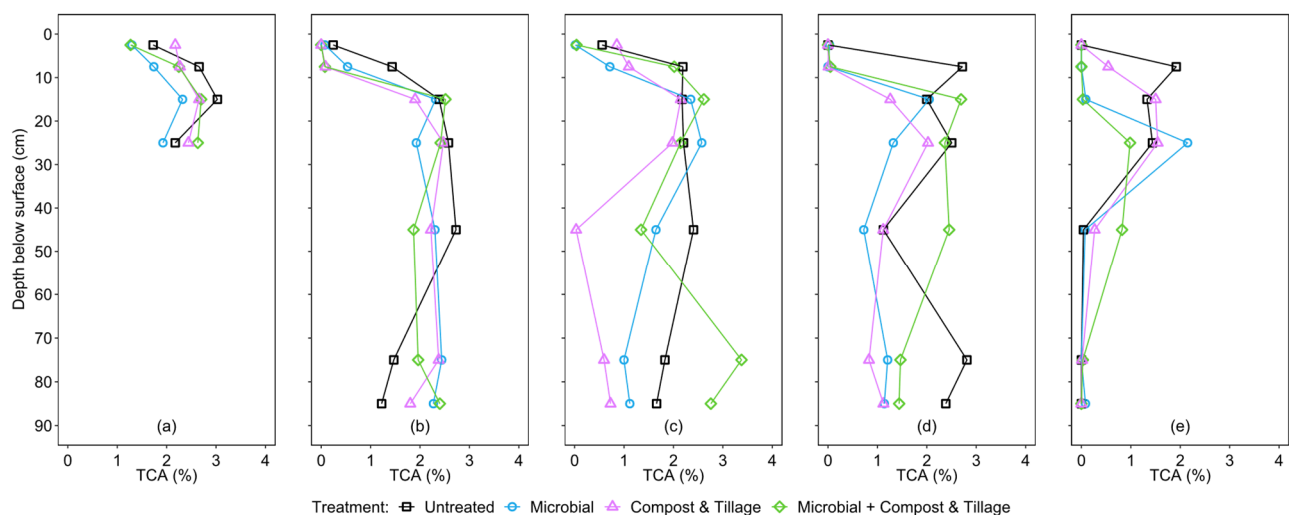 Depth below surface (cm)
0
10
20
30
40
50
60
70
80
90
(a) (b) (c) (d) (e)
0 1 2 3 4 0 1 2 3 4 0 1 2 3 4 0 1 2 3 4 0 1 2 3 4
TCA (%) TCA (%) TCA (%) TCA (%) TCA (%)
Treatment: Untreated Microbial Compost & Tillage Microbial + Compost & Tillage